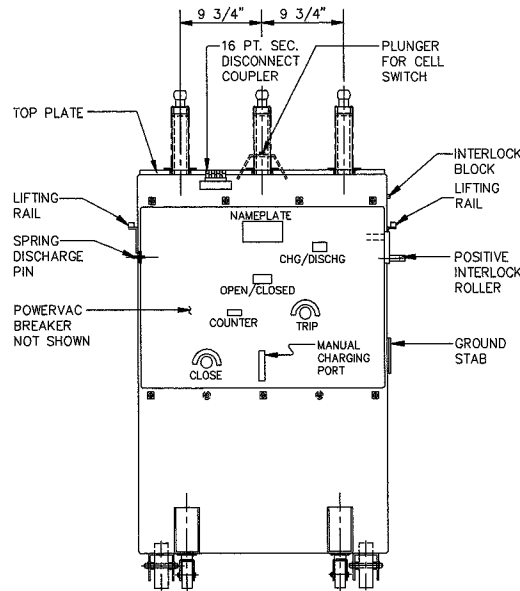 9 3/4"
9 3/4"
16 PT. SEC.
DISCONNECT
COUPLER
PLUNGER
FOR CELL
SWITCH
TOP PLATE
INTERLOCK
BLOCK
LIFTING
RAIL
LIFTING
RAIL
NAMEPLATE
SPRING
DISCHARGE
PIN
CHG/DISCHG
POSITIVE
INTERLOCK
ROLLER
OPEN/CLOSED
POWERVAC
BREAKER
NOT SHOWN
COUNTER
TRIP
MANUAL
CHARGING
PORT
GROUND
STAB
CLOSE